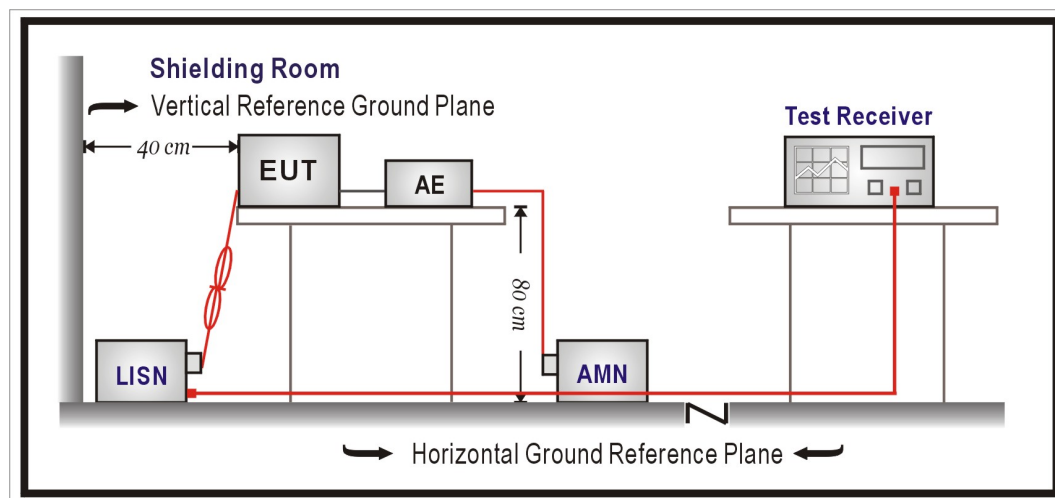 Shielding Room
Vertical Reference Ground Plane
Test Receiver
40 cm
EUT
AE
80 cm
LISN
AMN
Horizontal Ground Reference Plane